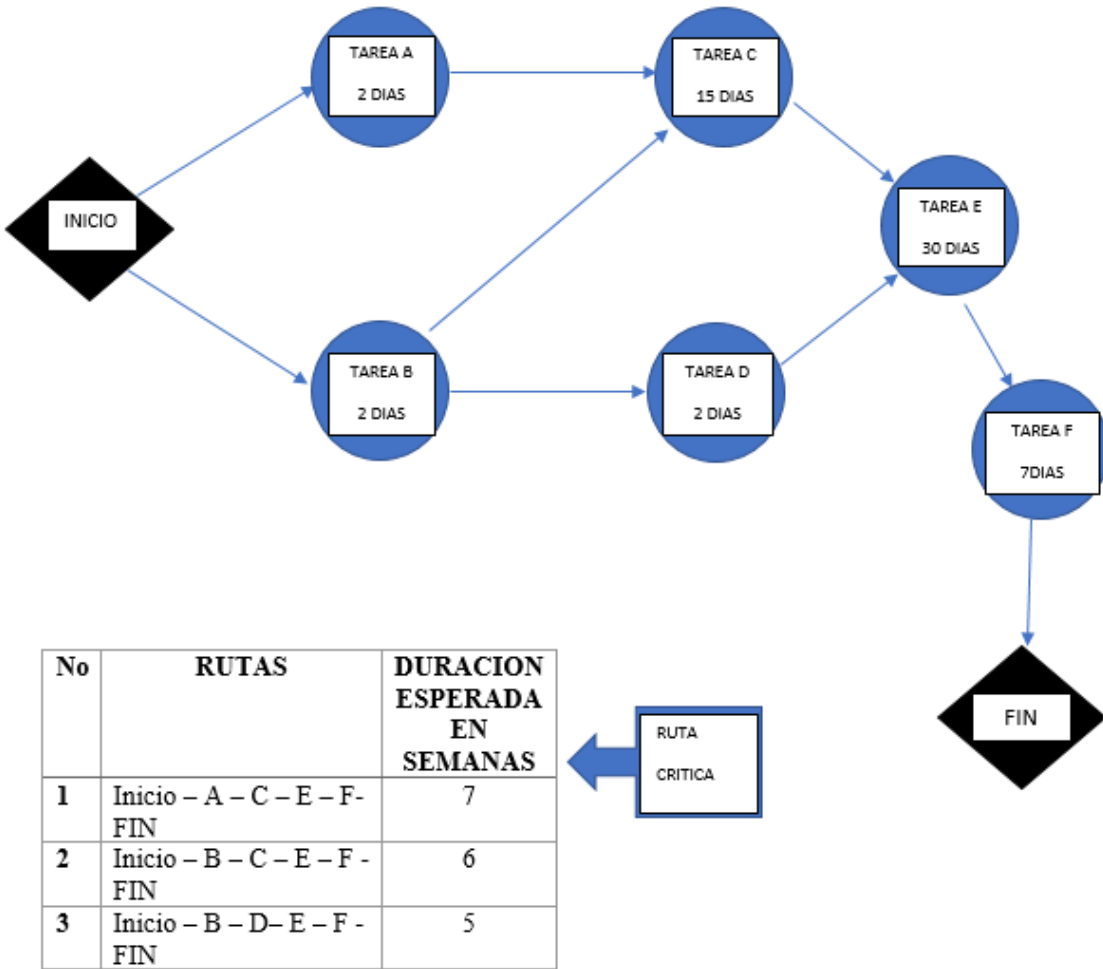 TAREA A
2 DIAS
TAREA C
15 DIAS
INICIO
TAREA E
30 DIAS
TAREA B
2 DIAS
TAREA D
2 DIAS
TAREA F
7DIAS
FIN
RUTA
CRITICA
No RUTAS DURACION
ESPERADA
EN
SEMANAS
1 Inicio – A – C – E – F- 7
FIN
2 Inicio – B – C – E – F - 6
FIN
3 Inicio – B – D– E – F - 5
FIN